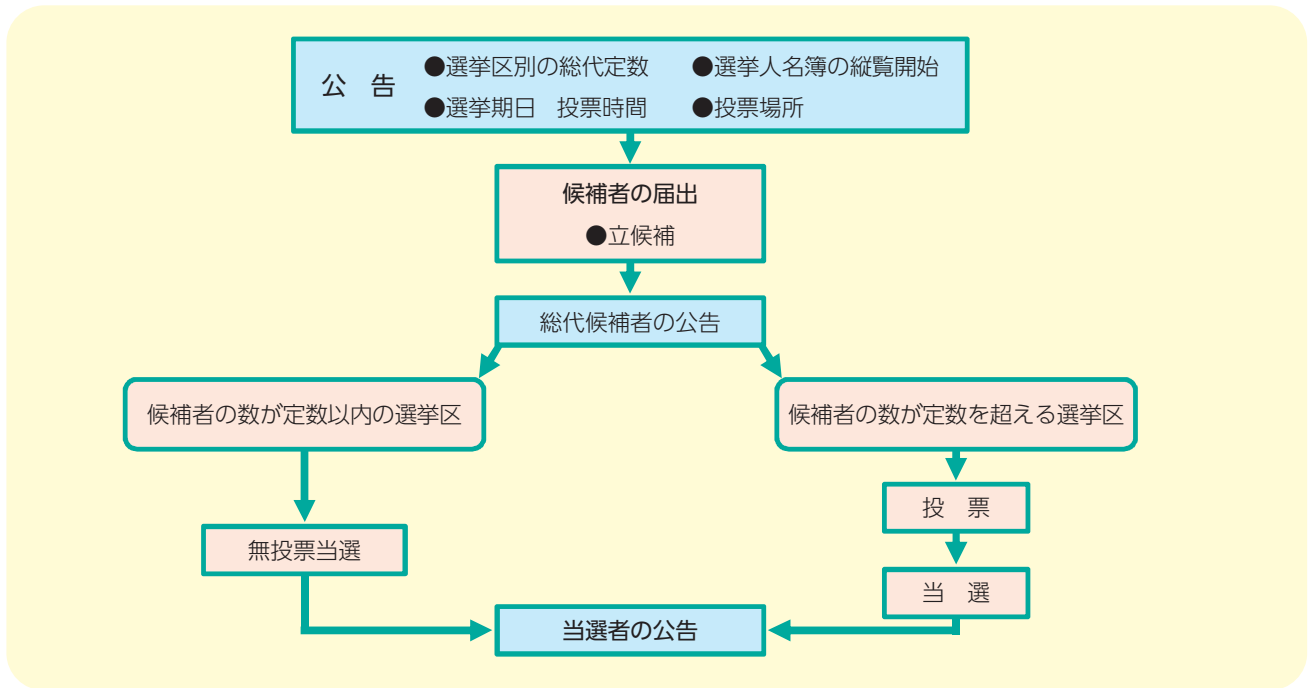 公 告
●選挙区別の総代定数 ●選挙人名簿の縦覧開始
●選挙期日 投票時間 ●投票場所
候補者の届出
●立候補
総代候補者の公告
候補者の数が定数以内の選挙区
候補者の数が定数を超える選挙区
投 票
無投票当選
当 選
当選者の公告